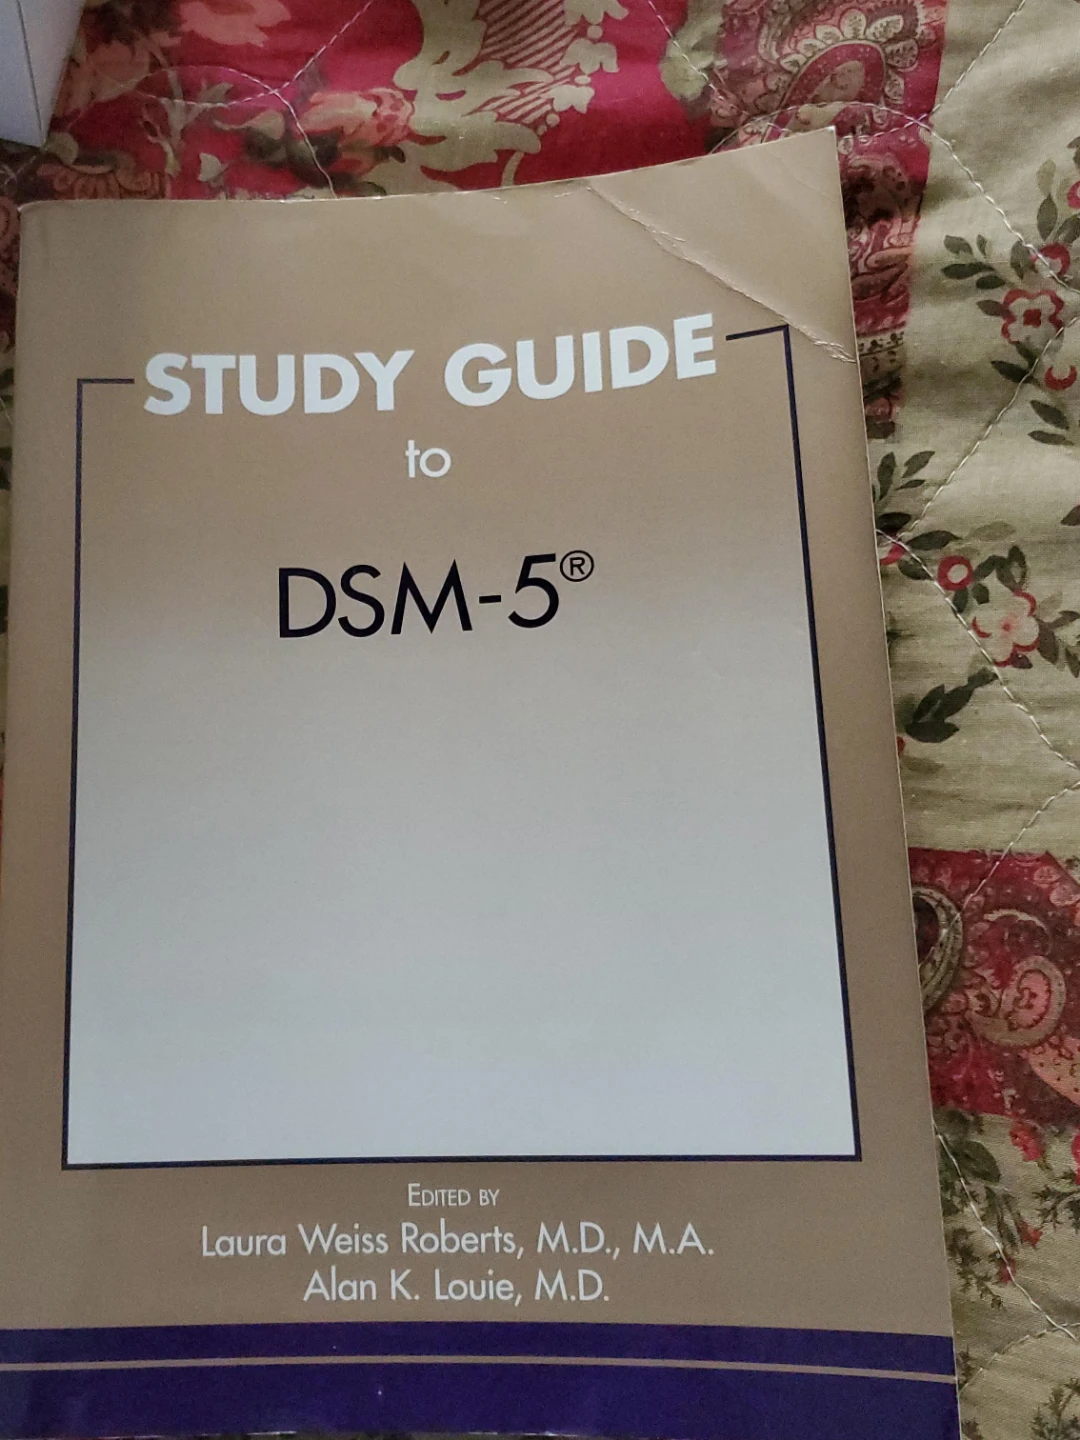 STUDY GUIDE
to
DSM-5®
EDITED BY
Laura Weiss Roberts, M.D., M.A.
Alan K. Louie, M.D.